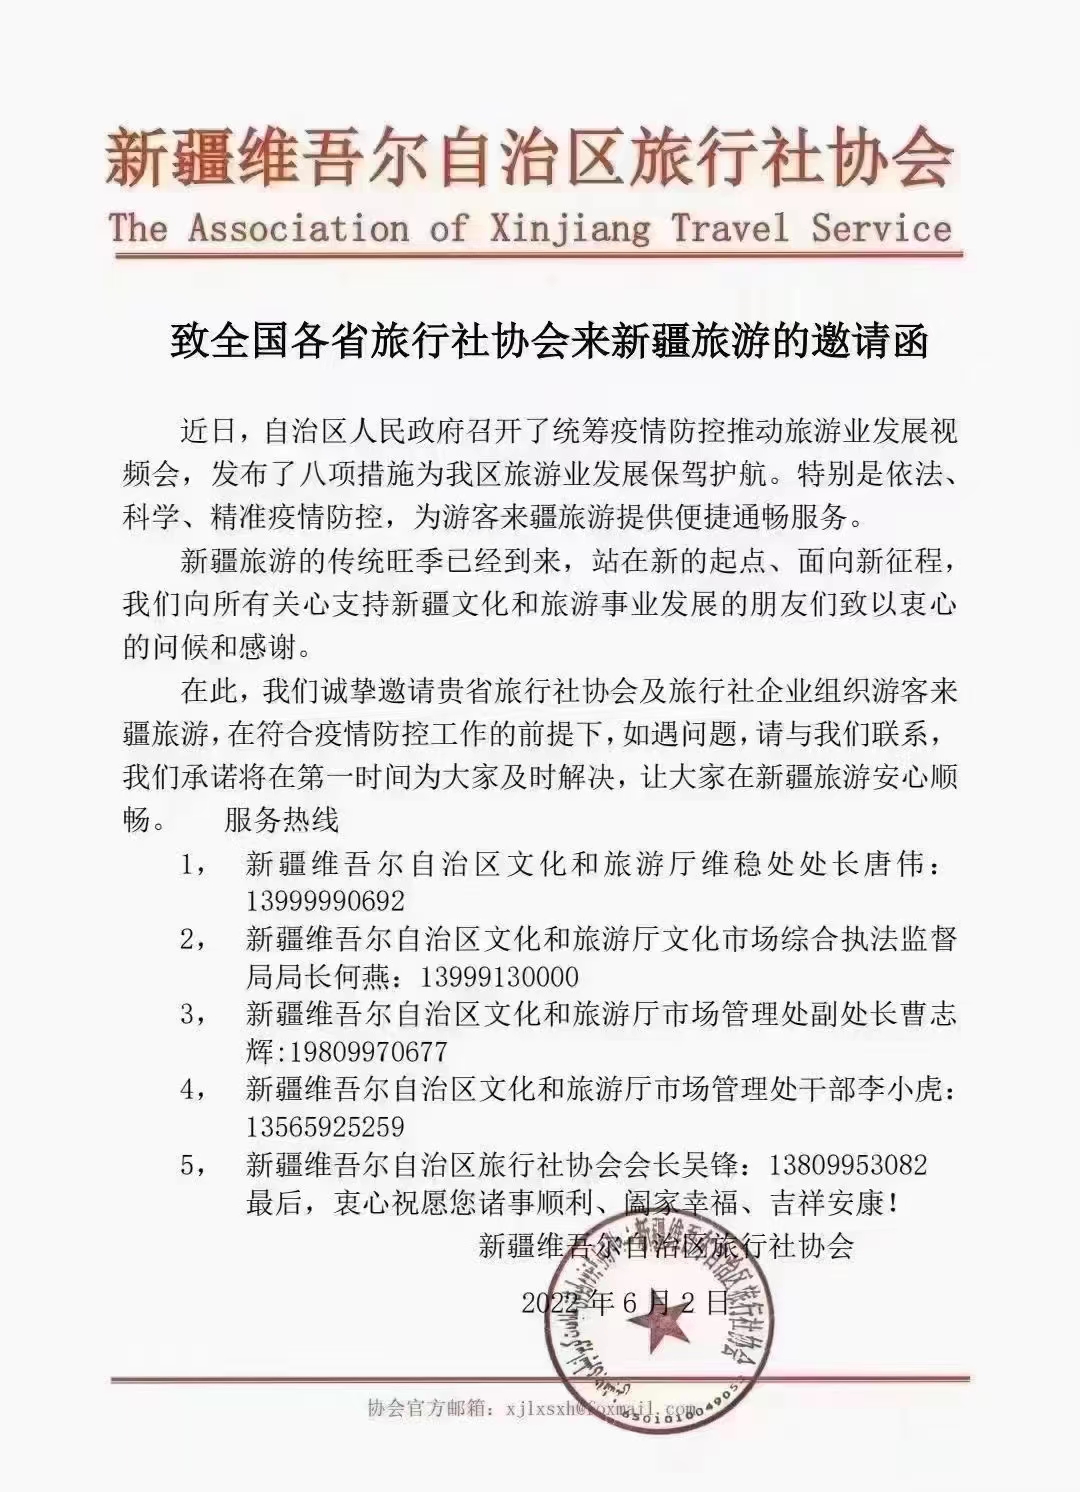 新疆维吾尔自治区旅行社协会
The Association of Xinjiang Travel Service
致全国各省旅行社协会来新疆旅游的邀请函
近日，自治区人民政府召开了统筹疫情防控推动旅游业发展视
频会，发布了八项措施为我区旅游业发展保驾护航。特别是依法、
科学、精准疫情防控，为游客来疆旅游提供便捷通畅服务。
新疆旅游的传统旺季已经到来，站在新的起点、面向新征程，
我们向所有关心支持新疆文化和旅游事业发展的朋友们致以衷心
的问候和感谢。
在此，我们诚挚邀请贵省旅行社协会及旅行社企业组织游客来
疆旅游，在符合疫情防控工作的前提下，如遇问题，请与我们联系，
我们承诺将在第一时间为大家及时解决，让大家在新疆旅游安心顺
畅。 服务热线
1， 新疆维吾尔自治区文化和旅游厅维稳处处长唐伟：
13999990692
2， 新疆维吾尔自治区文化和旅游厅文化市场综合执法监督
局局长何燕：13999130000
3， 新疆维吾尔自治区文化和旅游厅市场管理处副处长曹志
辉:19809970677
4， 新疆维吾尔自治区文化和旅游厅市场管理处干部李小虎：
13565925259
5， 新疆维吾尔自治区旅行社协会会长吴锋：13809953082
最后，衷心祝愿您诸事顺利、阖家幸福、吉祥安康！
新疆维吾尔自治区旅行社协会
2022 年 6 月 2 日
新疆维吾尔自治区旅行社协会
协会官方邮箱：xjlxsxh@foxmail.com